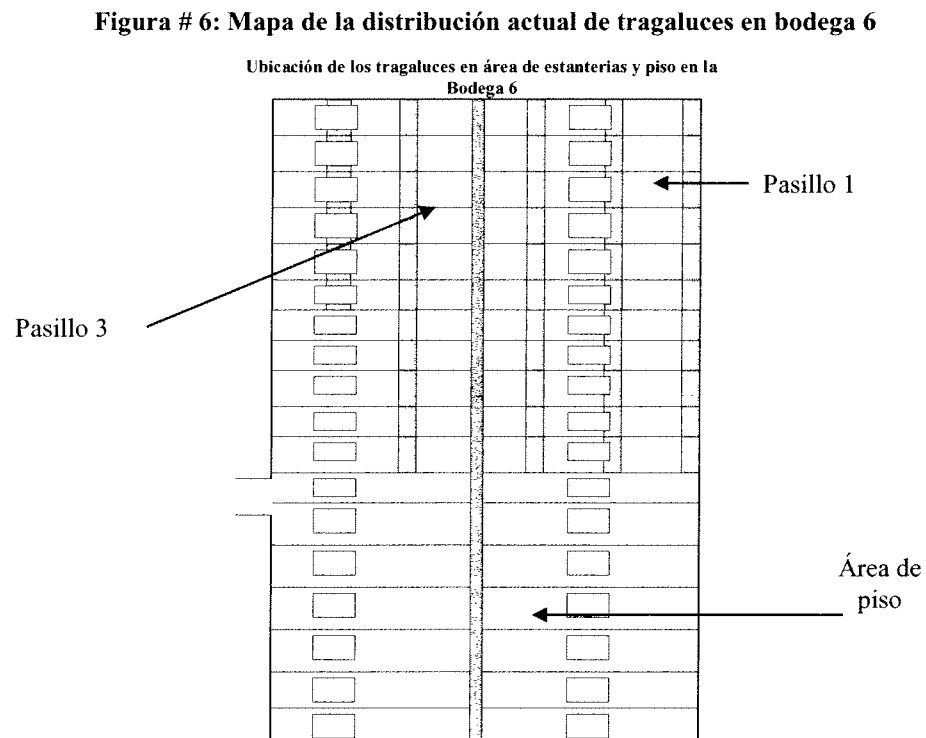 Figura # 6: Mapa de la distribución actual de tragaluces en bodega 6
Ubicación de los tragaluces en área de estanterias y piso en la
Bodega 6
Pasillo 1
Pasillo 3
Área de
piso